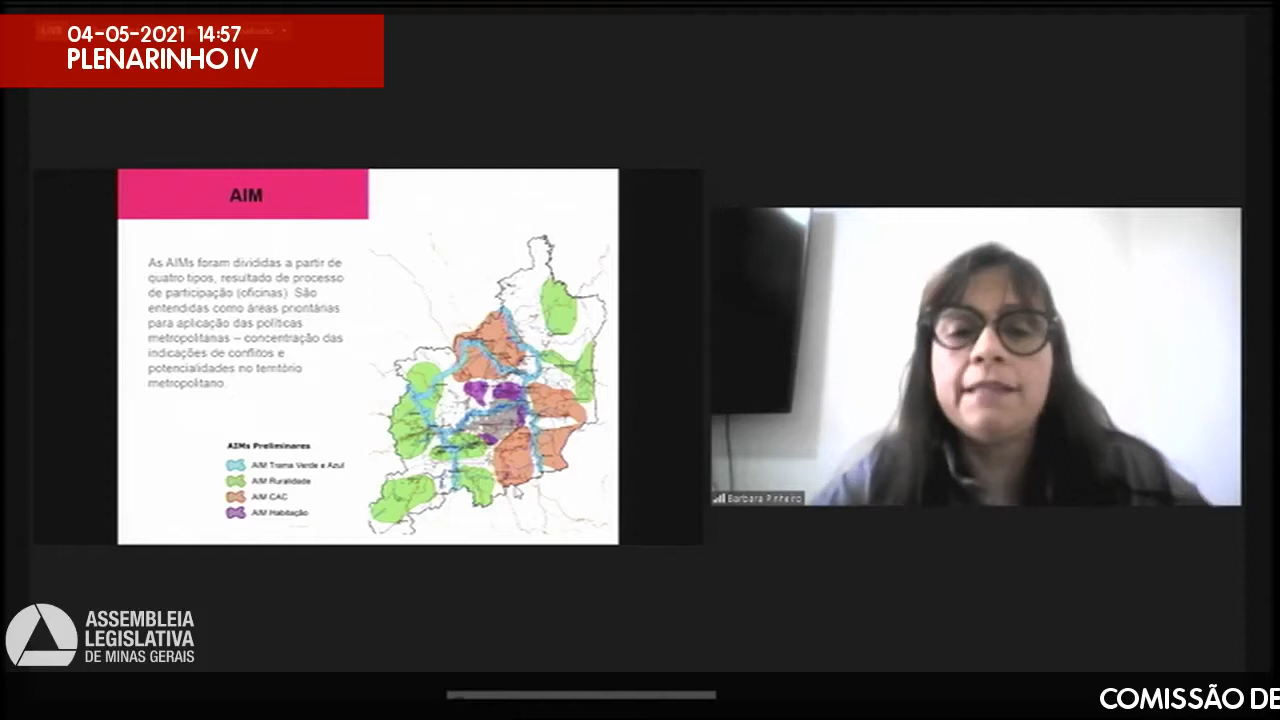 04-05-2021 14:57
PLENARINHO IV
AIM
As AIMs foram divididas a partir de
quatro tipos, resultado de processo
de participação (oficinas). São
entendidas como áreas prioritárias
para aplicação das políticas
metropolitanas – concentração das
indicações de conflitos e
potencialidades no território
metropolitano.
AIMs Preliminares
AIM Trama Verde e Azul
AIM Ruralidade
AIM CAC
AIM Habitação
Barbara Pinheiro
ASSEMBLEIA
LEGISLATIVA
DE MINAS GERAIS
COMISSÃO DE